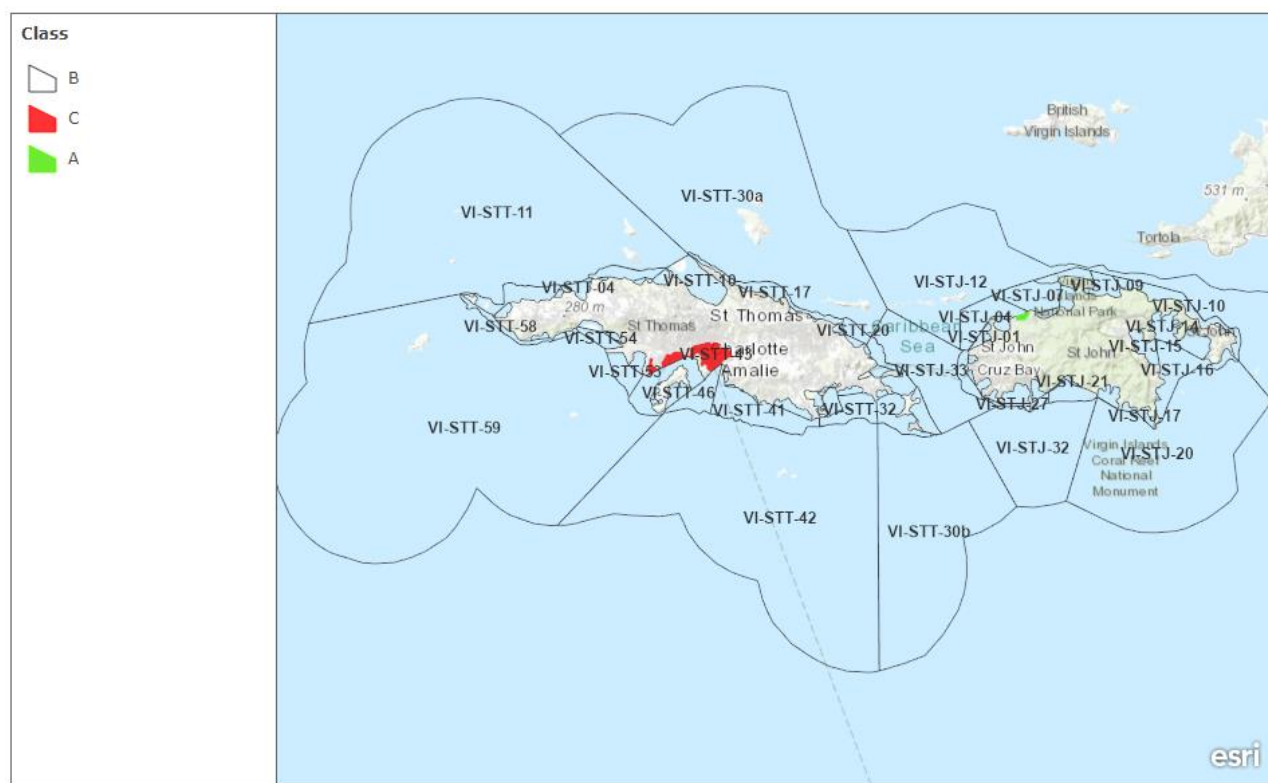 Class
B
C
A
British
Virgin Islands
531 m
Tortola
VI-STT-11
VI-STT-30a
VI-STJ-12
VI-STT-04
VI-STT-10
VI-STT-17
280 m
St Thomas
St Thomas
VI-STT-20
Caribbean
Sea
VI-STT-58
VI-STT-54
VI-STT-53
VI-STT-43
Charlotte
Amalie
VI-STT-46
VI-STT-41
VI-STT-32
VI-STJ-33
VI-STJ-07
VI-STJ-09
National Park
VI-STJ-04
VI-STJ-10
VI-STJ-14
VI-STJ-01
VI-STJ-15
St John
St John
Cruz Bay
VI-STJ-16
VI-STJ-21
VI-STJ-27
VI-STJ-17
VI-STT-59
VI-STJ-32
Virgin Islands
VI-STJ-20
Coral Reef
National
Monument
VI-STT-42
VI-STT-30b
esri